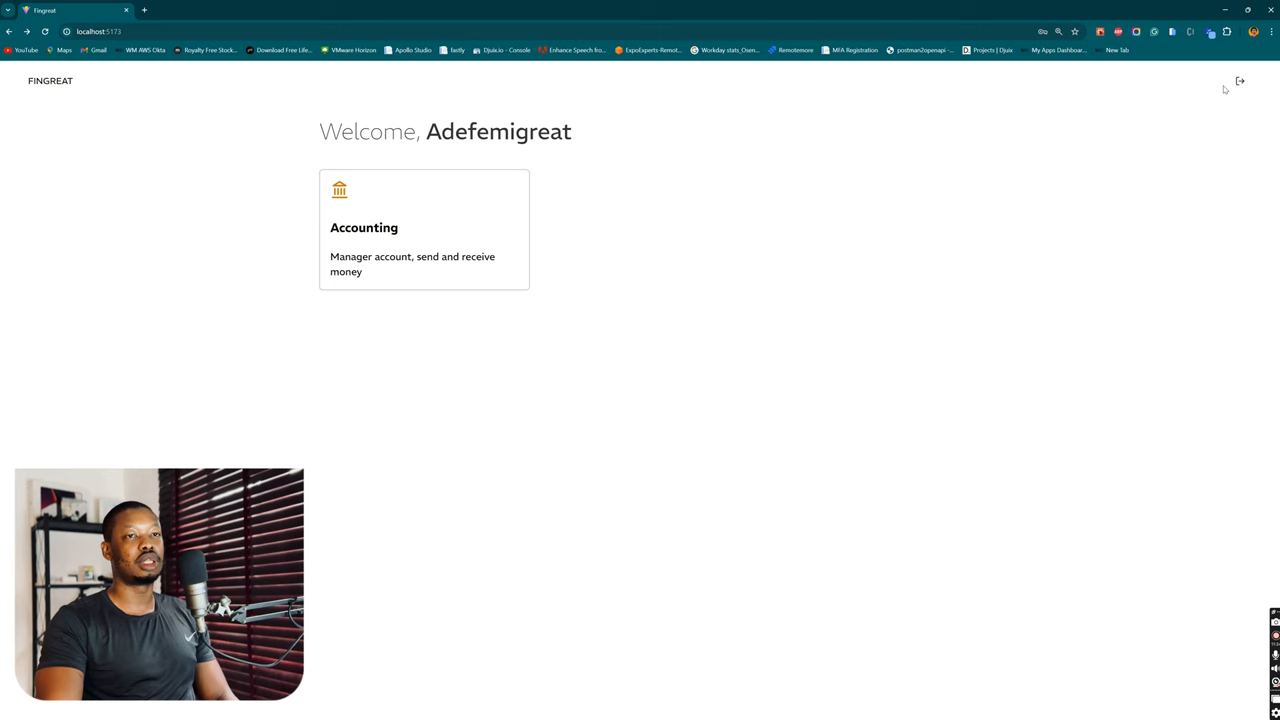 Fingreat
localhost:5173
YouTube
Maps
Gmail
WM AWS Okta
Royalty Free Stock...
Download Free Life...
VMware Horizon
Apollo Studio
fastly
Djuix.io - Console
Enhance Speech from...
ExpoExperts-Remot...
Workday stats_Osen...
Remotemore
MFA Registration
postman2openapi -...
Projects | Djuix
My Apps Dashboar...
New Tab
FINGREAT
Welcome, Adefemigreat
Accounting
Manager account, send and receive
money